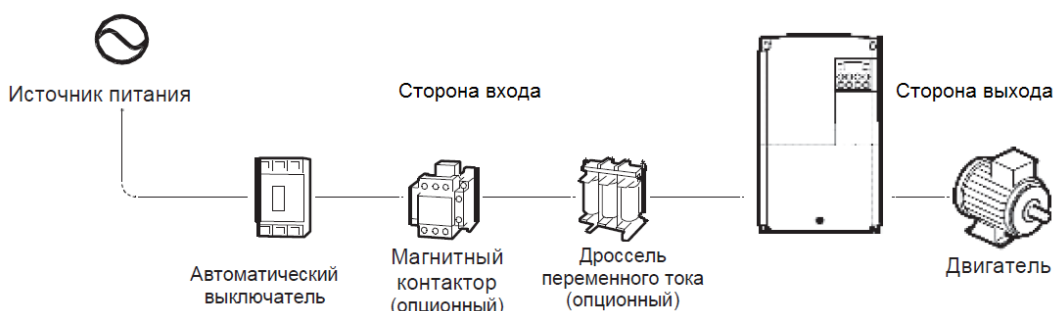 Источник питания
Сторона входа
Сторона выхода
Автоматический
выключатель
Магнитный
контактор
(опционный)
Дроссель
переменного тока
(опционный)
Двигатель